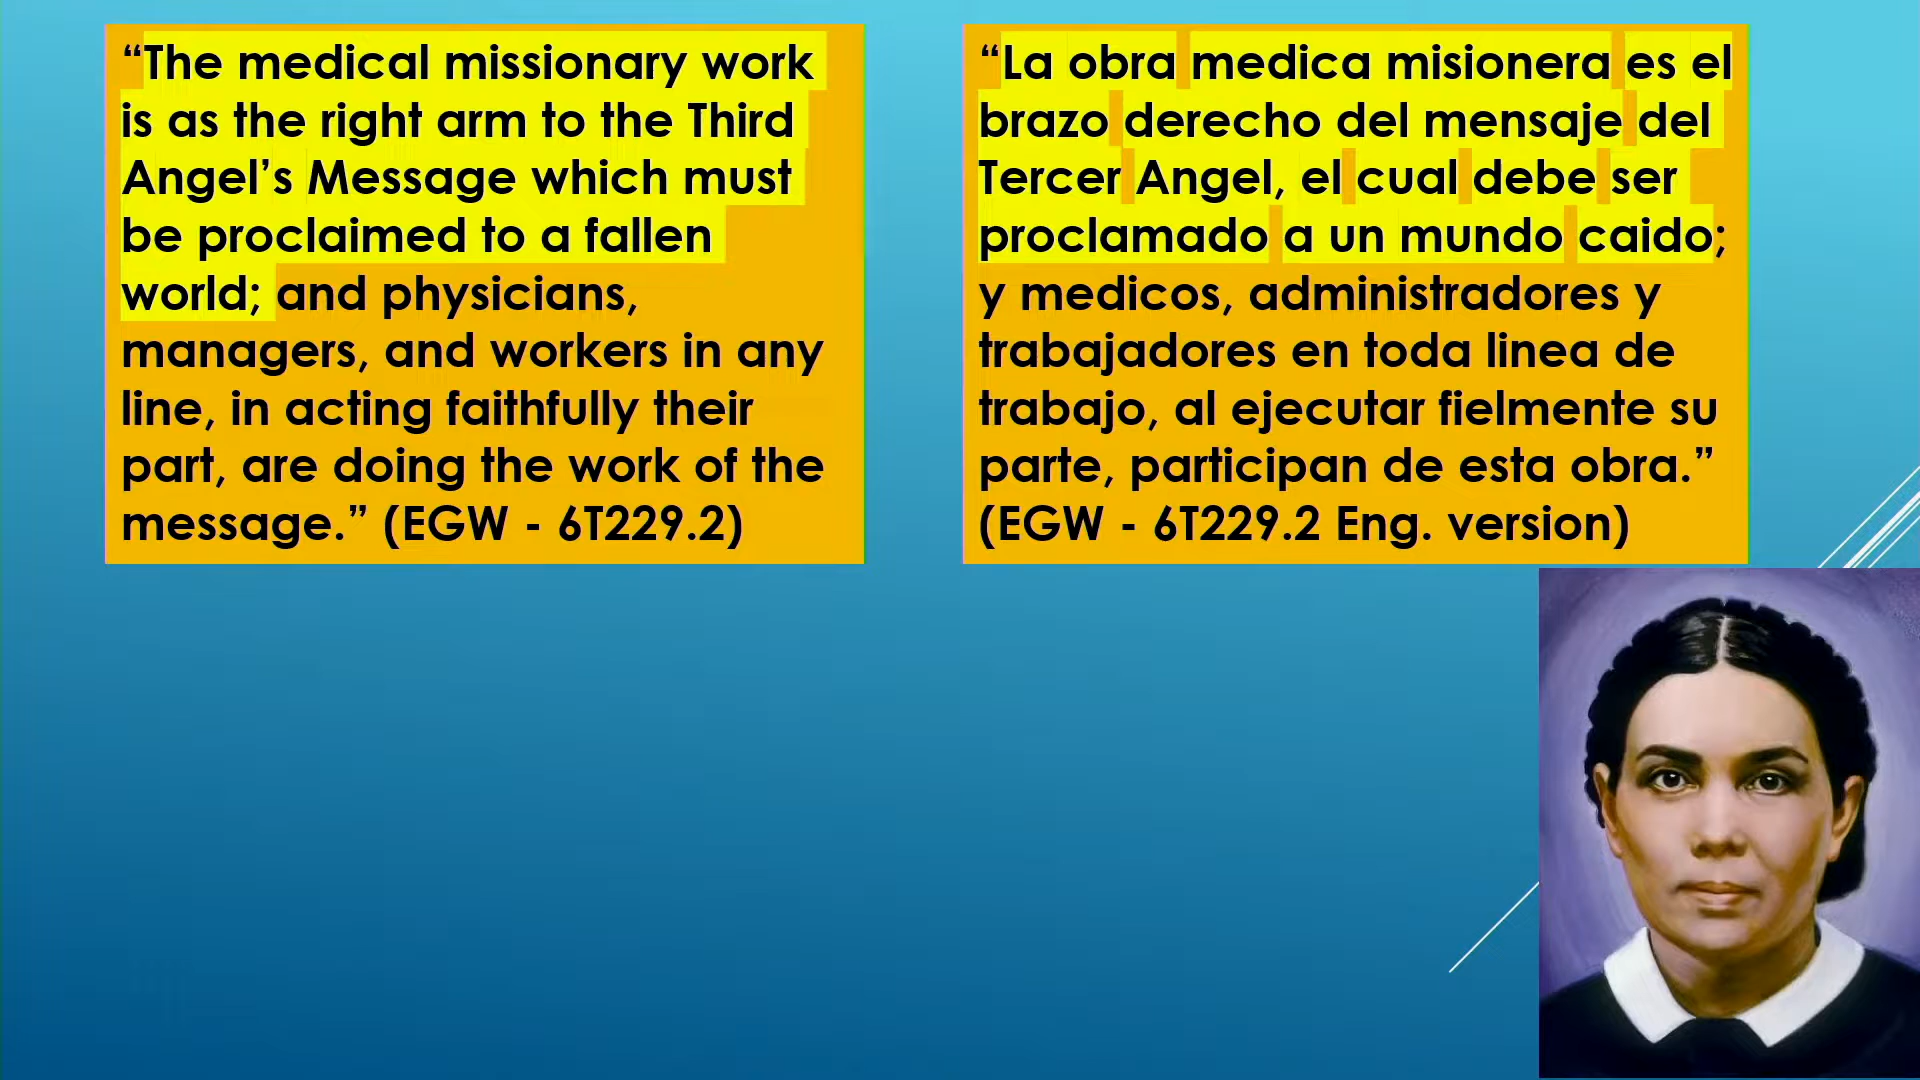 “The medical missionary work
is as the right arm to the Third
Angel’s Message which must
be proclaimed to a fallen
world; and physicians,
managers, and workers in any
line, in acting faithfully their
part, are doing the work of the
message.” (EGW - 6T229.2)
“La obra medica misionera es el
brazo derecho del mensaje del
Tercer Angel, el cual debe ser
proclamado a un mundo caido;
y medicos, administradores y
trabajadores en toda linea de
trabajo, al ejecutar fielmente su
parte, participan de esta obra.”
(EGW - 6T229.2 Eng. version)